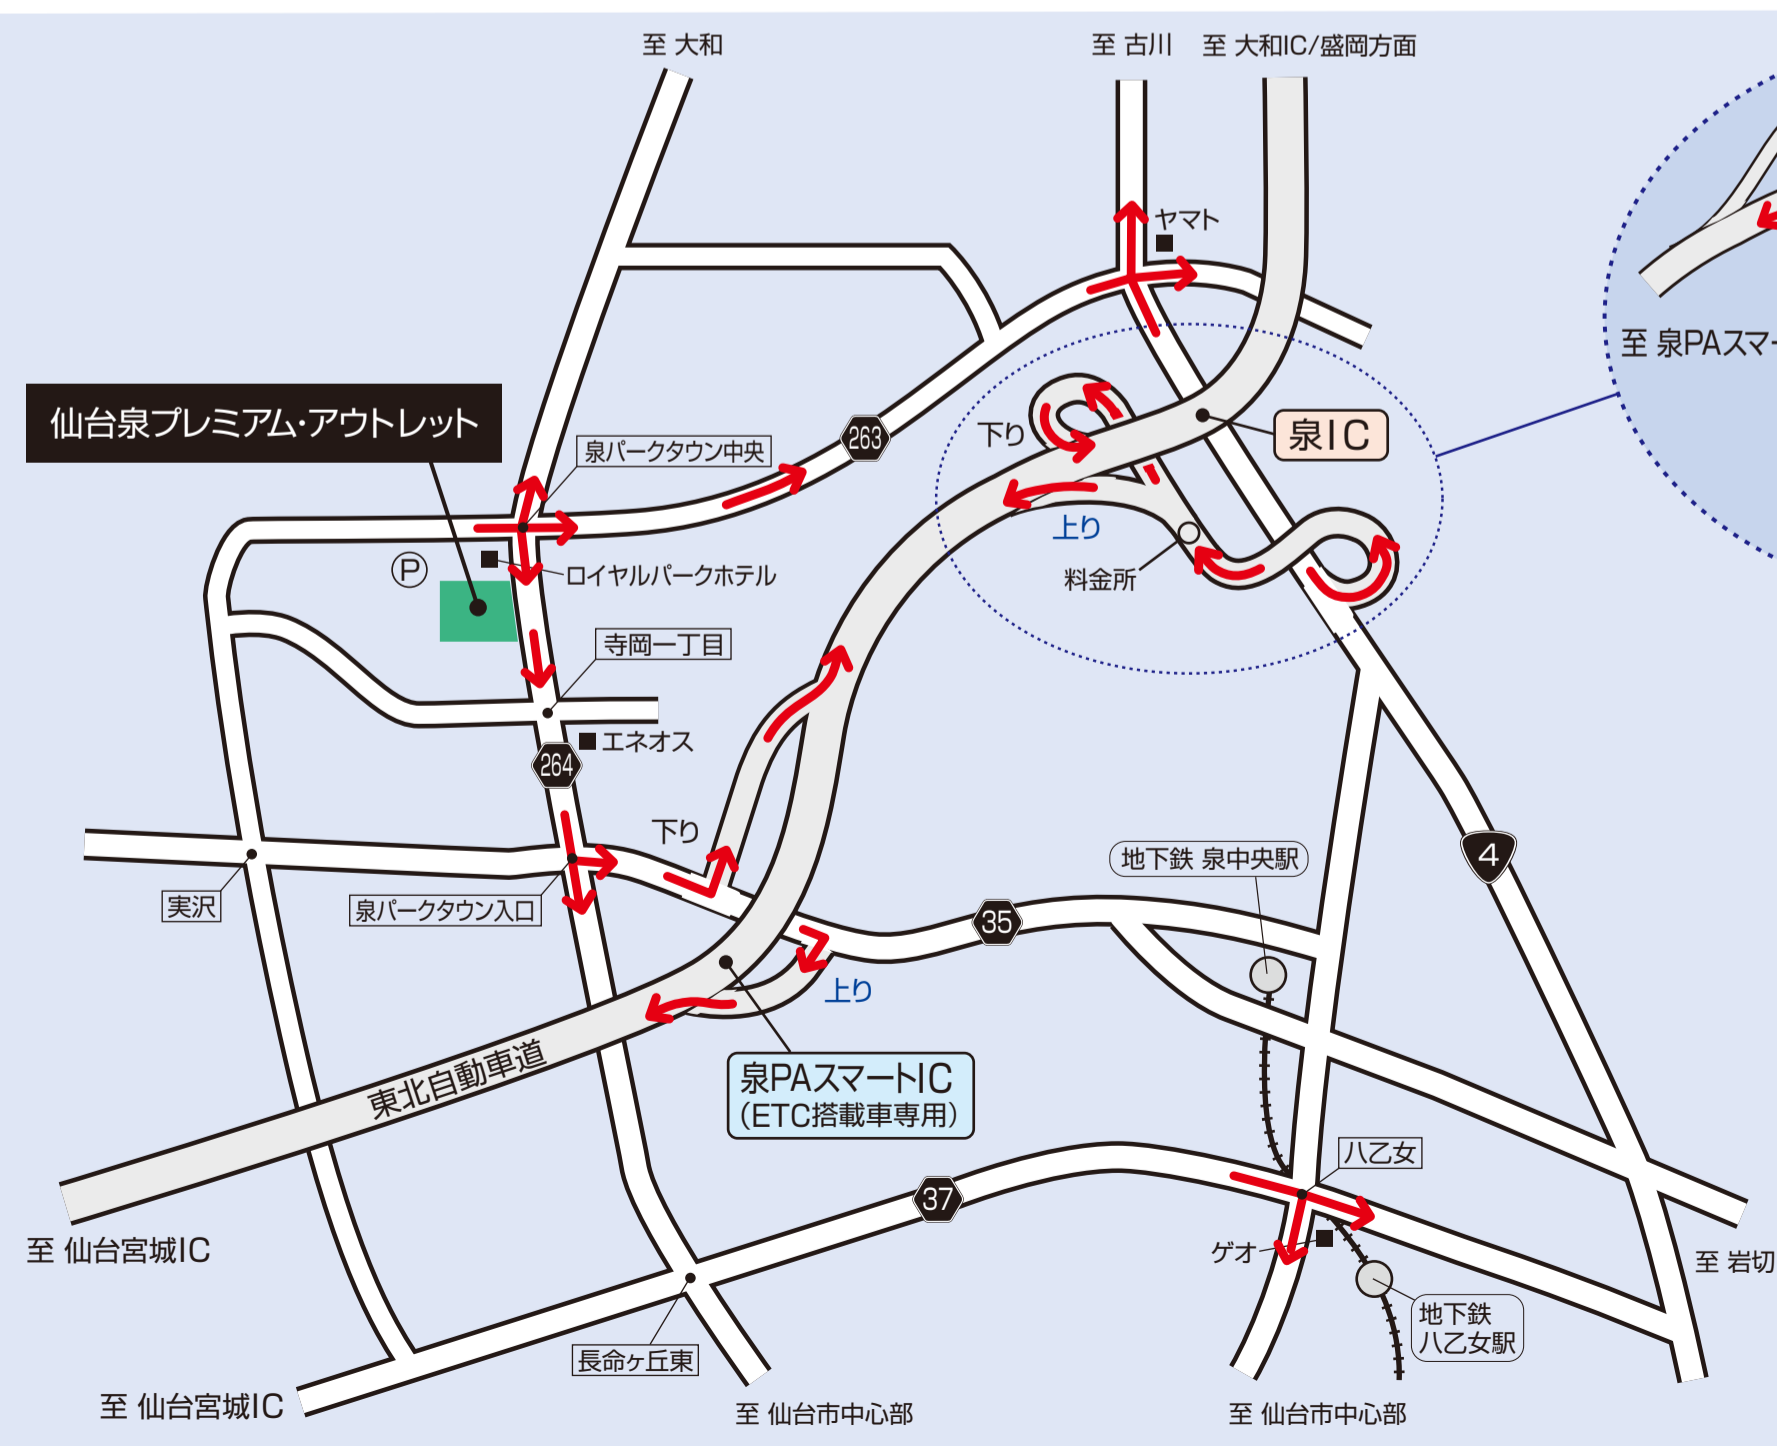 至 大和
至 古川
至 大和IC/盛岡方面
ヤマト
至 泉PAスマー
仙台泉プレミアム・アウトレット
泉パークタウン中央
263
下り
泉IC
P
ロイヤルパークホテル
上り
料金所
寺岡一丁目
エネオス
264
下り
地下鉄 泉中央駅
4
実沢
泉パークタウン入口
35
上り
東北自動車道
泉PAスマートIC
(ETC搭載車専用)
八乙女
37
至 仙台宮城IC
ゲオ
至 岩切
地下鉄
八乙女駅
長命ヶ丘東
至 仙台宮城IC
至 仙台市中心部
至 仙台市中心部